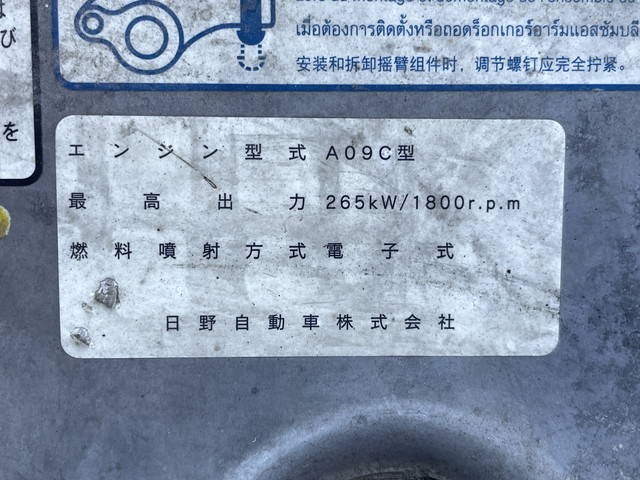 び
を
เมื่อต้องการติดตั้งหรือถอดร็อกเกอร์อาร์มแอสซัมบลี
安装和拆卸摇臂组件时，调节螺钉应完全拧紧。
エンジン型式 A09C型
最高出力 265kW/1800r.p.m
燃料噴射方式 電子式
日野自動車株式会社